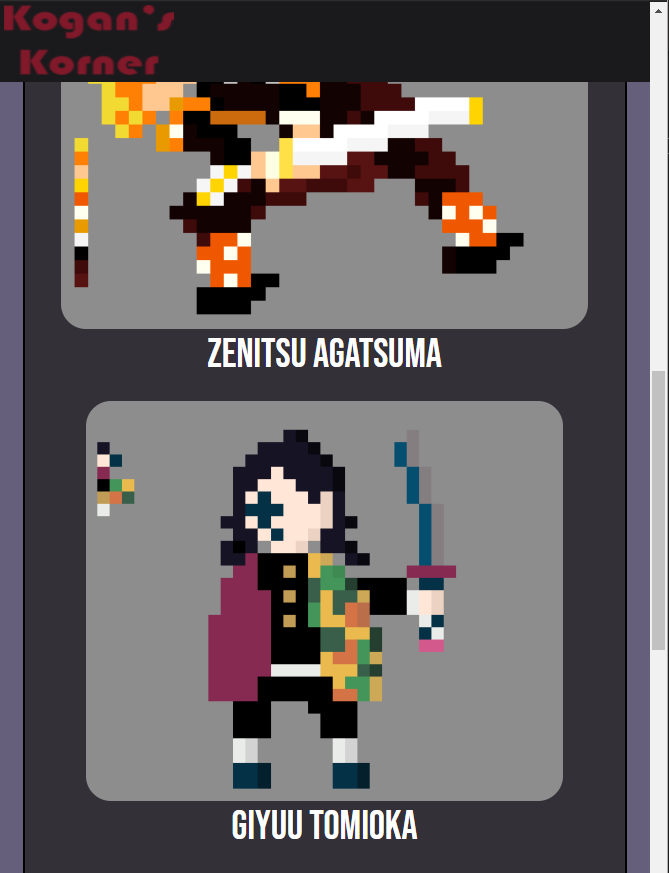 Kogan's
Korner
ZENITSU AGATSUMA
GIYUU TOMIOKA